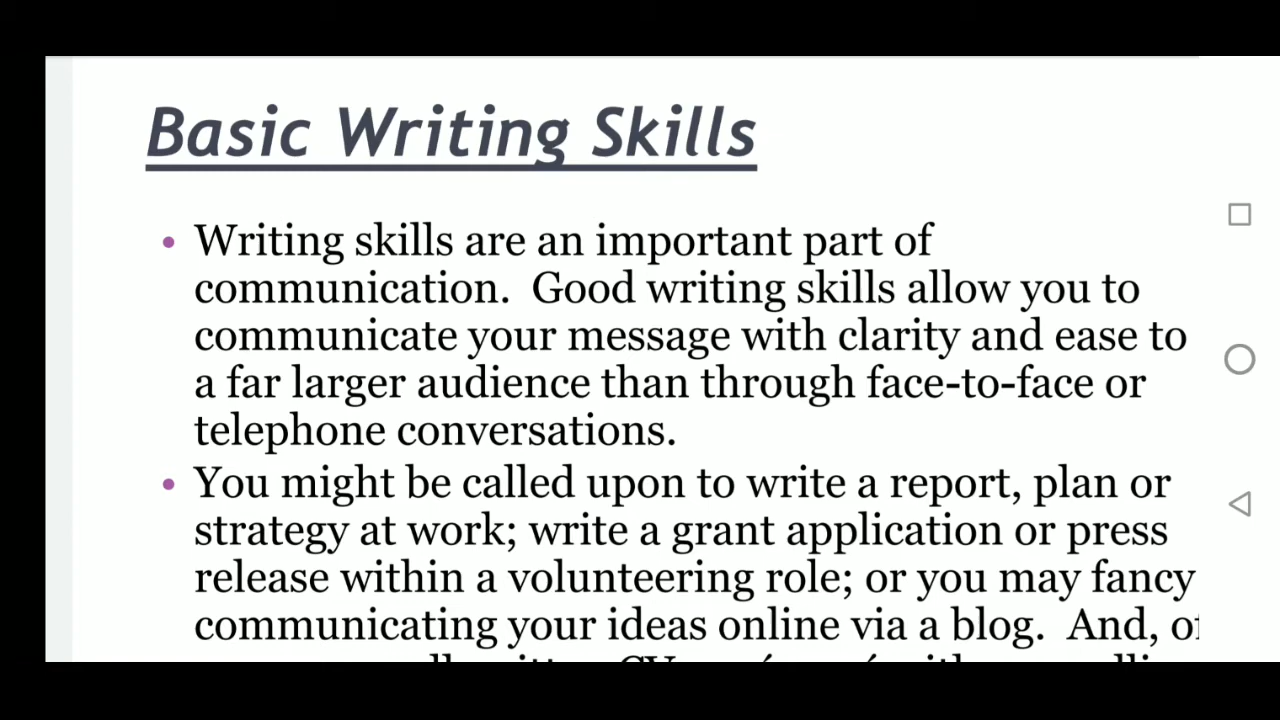 Basic Writing Skills
• Writing skills are an important part of
communication.  Good writing skills allow you to
communicate your message with clarity and ease to
a far larger audience than through face-to-face or
telephone conversations.
• You might be called upon to write a report, plan or
strategy at work; write a grant application or press
release within a volunteering role; or you may fancy
communicating your ideas online via a blog.  And,